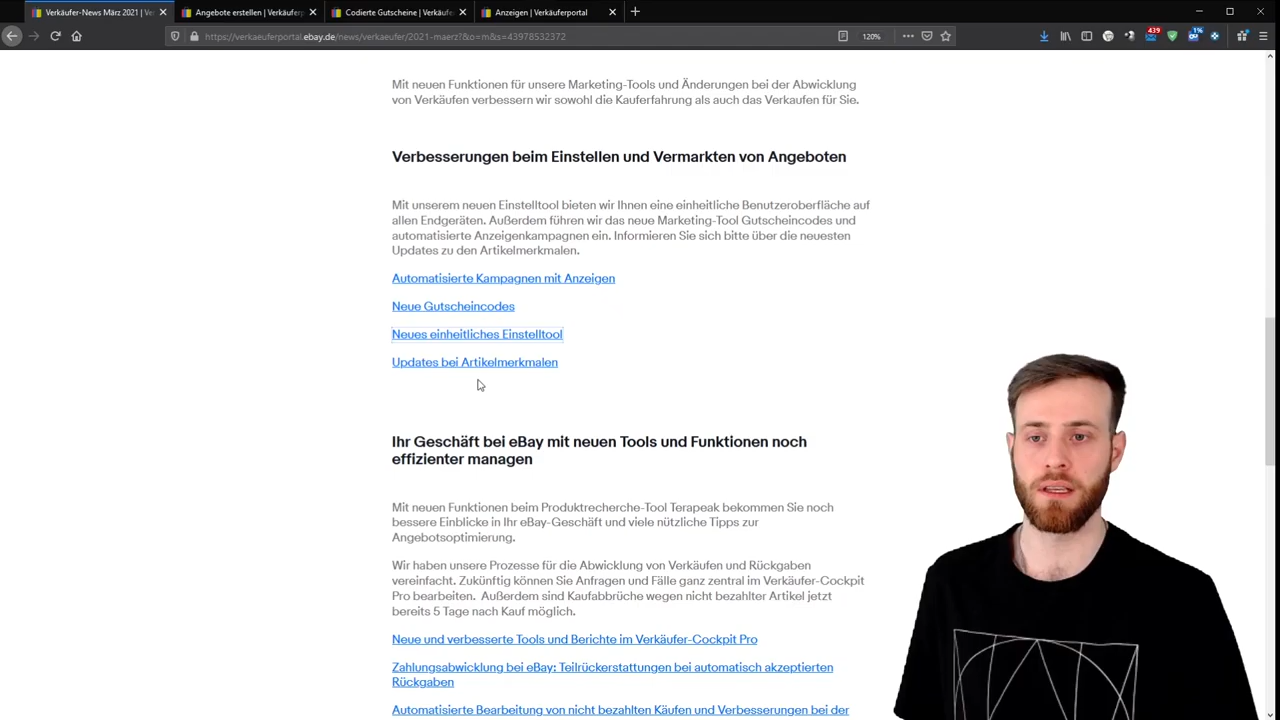 Verkäufer-News März 2021 | Ve
Angebote erstellen | Verkäuferp
Codierte Gutscheine | Verkäufe
Anzeigen | Verkäuferportal
https://verkaeuferportal.ebay.de/news/verkaeufer/2021-maerz?&o=m&s=43978532372
120%
439
1%
Mit neuen Funktionen für unsere Marketing-Tools und Änderungen bei der Abwicklung
von Verkäufen verbessern wir sowohl die Kauferfahrung als auch das Verkaufen für Sie.
Verbesserungen beim Einstellen und Vermarkten von Angeboten
Mit unserem neuen Einstelltool bieten wir Ihnen eine einheitliche Benutzeroberfläche auf
allen Endgeräten. Außerdem führen wir das neue Marketing-Tool Gutscheincodes und
automatisierte Anzeigenkampagnen ein. Informieren Sie sich bitte über die neuesten
Updates zu den Artikelmerkmalen.
Automatisierte Kampagnen mit Anzeigen
Neue Gutscheincodes
Neues einheitliches Einstelltool
Updates bei Artikelmerkmalen
Ihr Geschäft bei eBay mit neuen Tools und Funktionen noch
effizienter managen
Mit neuen Funktionen beim Produktrecherche-Tool Terapeak bekommen Sie noch
bessere Einblicke in Ihr eBay-Geschäft und viele nützliche Tipps zur
Angebotsoptimierung.
Wir haben unsere Prozesse für die Abwicklung von Verkäufen und Rückgaben
vereinfacht. Zukünftig können Sie Anfragen und Fälle ganz zentral im Verkäufer-Cockpit
Pro bearbeiten. Außerdem sind Kaufabbrüche wegen nicht bezahlter Artikel jetzt
bereits 5 Tage nach Kauf möglich.
Neue und verbesserte Tools und Berichte im Verkäufer-Cockpit Pro
Zahlungsabwicklung bei eBay: Teilrückerstattungen bei automatisch akzeptierten
Rückgaben
Automatisierte Bearbeitung von nicht bezahlten Käufen und Verbesserungen bei der